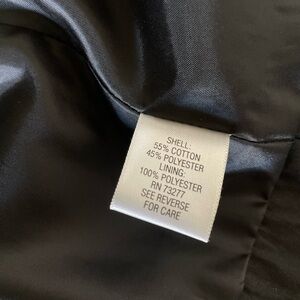 SHELL:
55% COTTON
45% POLYESTER
LINING:
100% POLYESTER
RN 73277
SEE REVERSE
FOR CARE